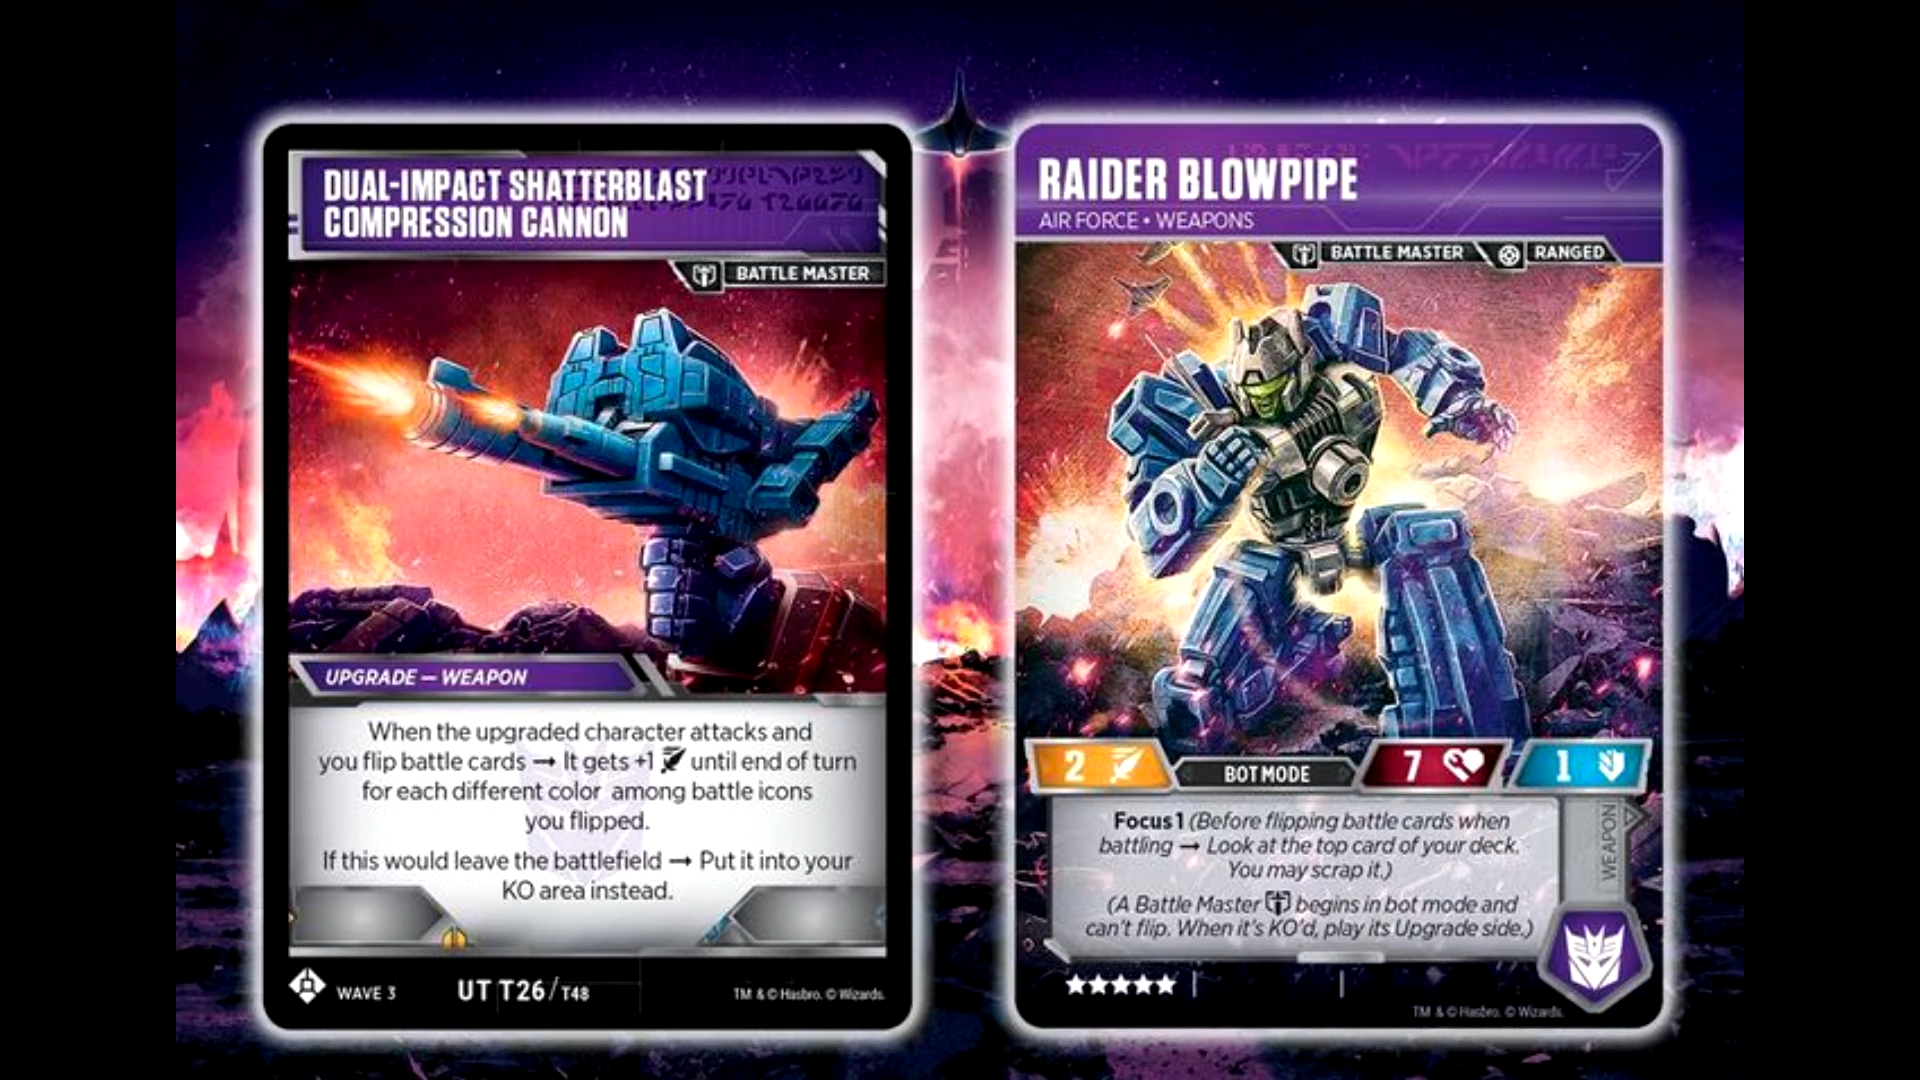 DUAL-IMPACT SHATTERBLAST
COMPRESSION CANNON
BATTLE MASTER
UPGRADE — WEAPON
When the upgraded character attacks and
you flip battle cards → It gets +1 until end of turn
for each different color among battle icons
you flipped.
If this would leave the battlefield → Put it into your
KO area instead.
WAVE 3
UT T26/T48
TM & © Hasbro. © Wizards.
RAIDER BLOWPIPE
AIR FORCE • WEAPONS
BATTLE MASTER
RANGED
2
BOT MODE
7
1
Focus 1 (Before flipping battle cards when
battling → Look at the top card of your deck.
You may scrap it.)
(A Battle Master begins in bot mode and
can't flip. When it's KO'd, play its Upgrade side.)
WEAPON
TM & © Hasbro. © Wizards.